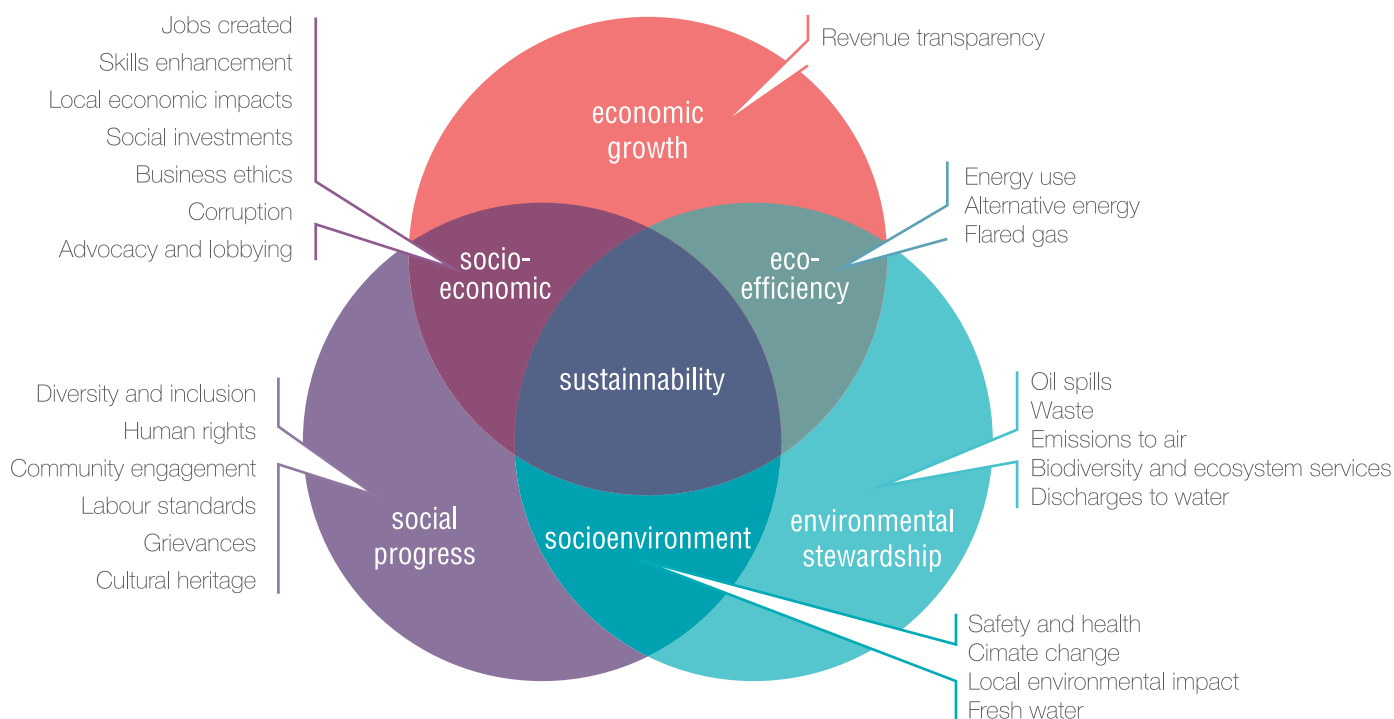 Jobs created
Skills enhancement
Local economic impacts
Social investments
Business ethics
Corruption
Advocacy and lobbying
Revenue transparency
economic
growth
Energy use
Alternative energy
Flared gas
socio-
economic
eco-
efficiency
sustainnability
Diversity and inclusion
Human rights
Community engagement
Labour standards
Grievances
Cultural heritage
social
progress
socioenvironment
environmental
stewardship
Oil spills
Waste
Emissions to air
Biodiversity and ecosystem services
Discharges to water
Safety and health
Cimate change
Local environmental impact
Fresh water